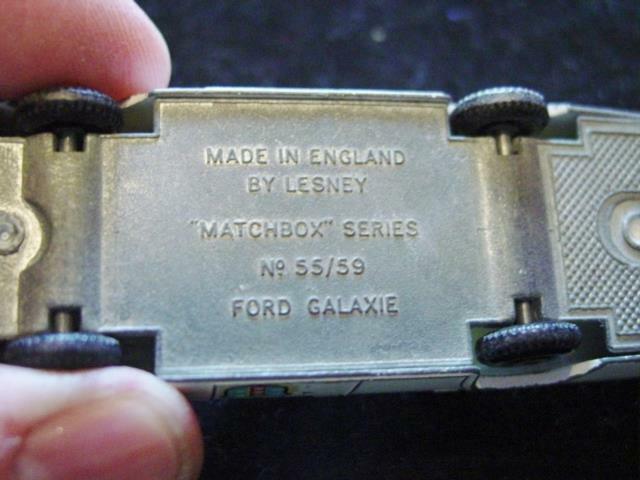 MADE IN ENGLAND
BY LESNEY
"MATCHBOX" SERIES
Nº 55/59
FORD GALAXIE